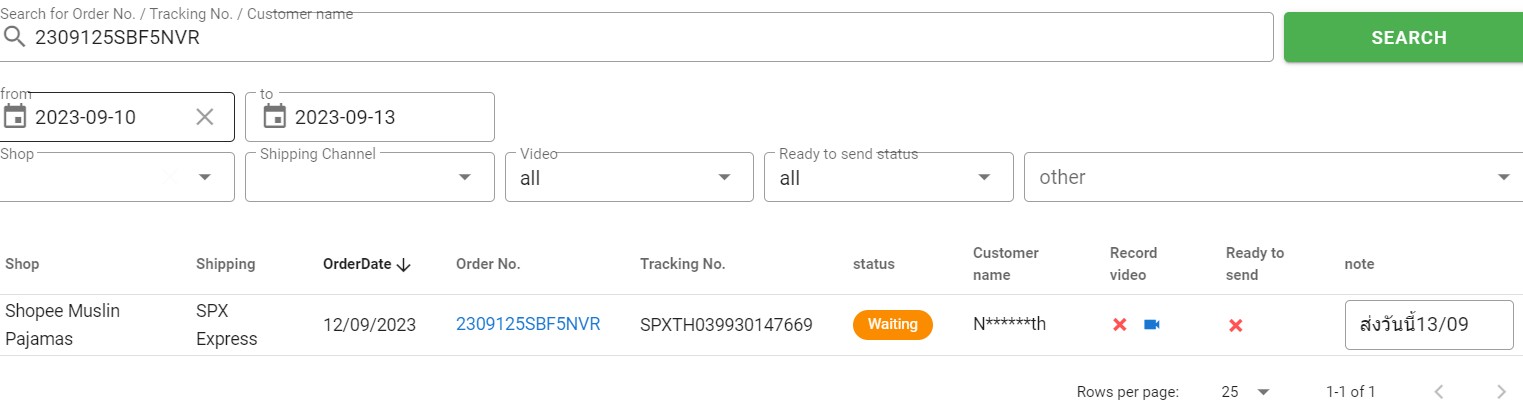 Search for Order No. / Tracking No. / Customer name
2309125SBF5NVR
SEARCH
from
to
2023-09-10
2023-09-13
Shop
Shipping Channel
Video
Ready to send status
all
all
other
Shop
Shipping
OrderDate
Order No.
Tracking No.
status
Customer name
Record video
Ready to send
note
Shopee Muslin Pajamas
SPX Express
12/09/2023
2309125SBF5NVR
SPXTH039930147669
Waiting
N******th
ส่งวันนี้13/09
Rows per page:
25
1-1 of 1